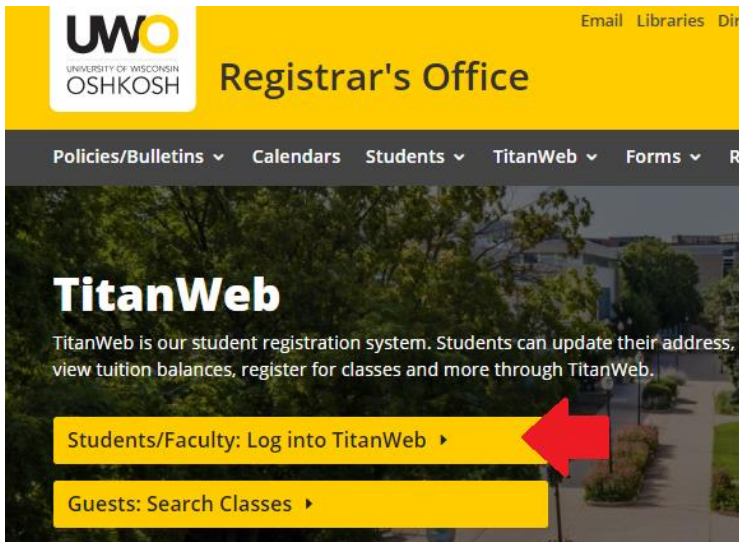 Email Libraries
UWO
UNIVERSITY OF WISCONSIN
OSHKOSH
Registrar's Office
Policies/Bulletins Calendars Students TitanWeb Forms
TitanWeb
TitanWeb is our student registration system. Students can update their address,
view tuition balances, register for classes and more through TitanWeb.
Students/Faculty: Log into TitanWeb
Guests: Search Classes